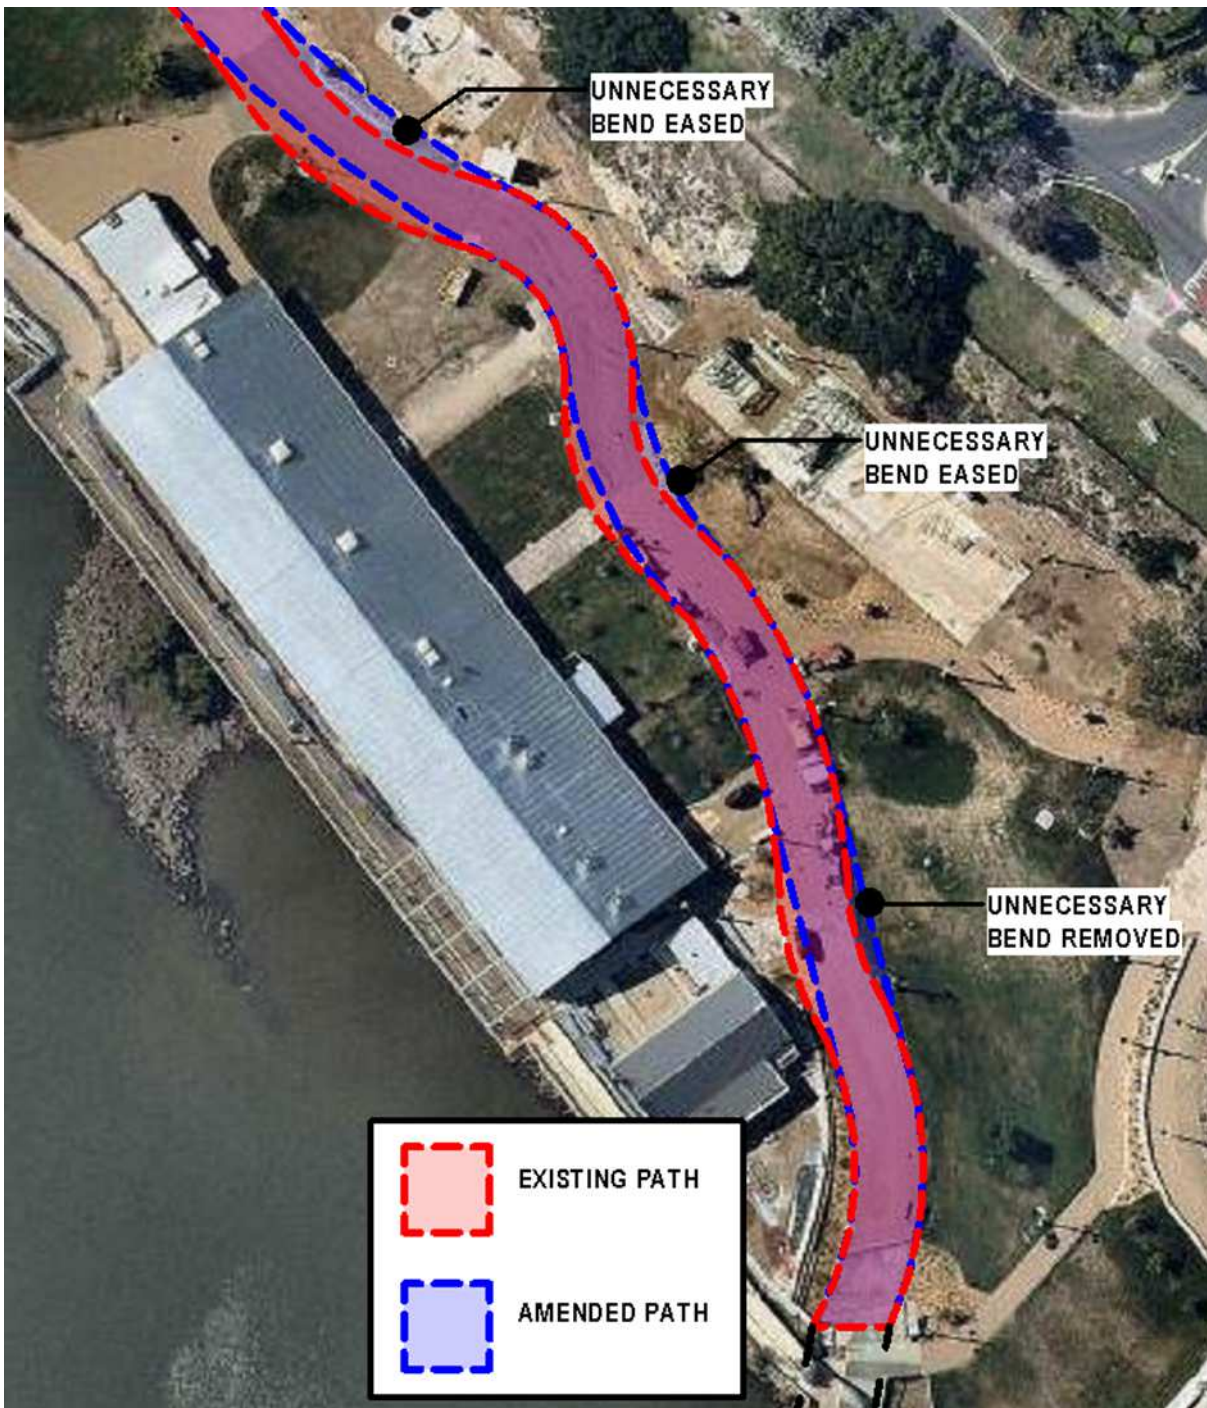 UNNECESSARY
BEND EASED
UNNECESSARY
BEND EASED
UNNECESSARY
BEND REMOVED
EXISTING PATH
AMENDED PATH